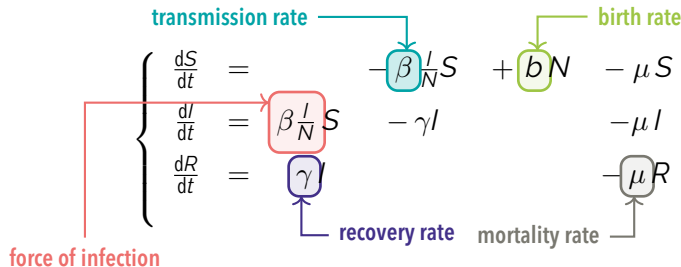 transmission rate birth rate
dS/dt = - β I/N S + b N - μ S
dI/dt = β I/N S - γ I - μ I
dR/dt = γ I - μ R
recovery rate mortality rate
force of infection